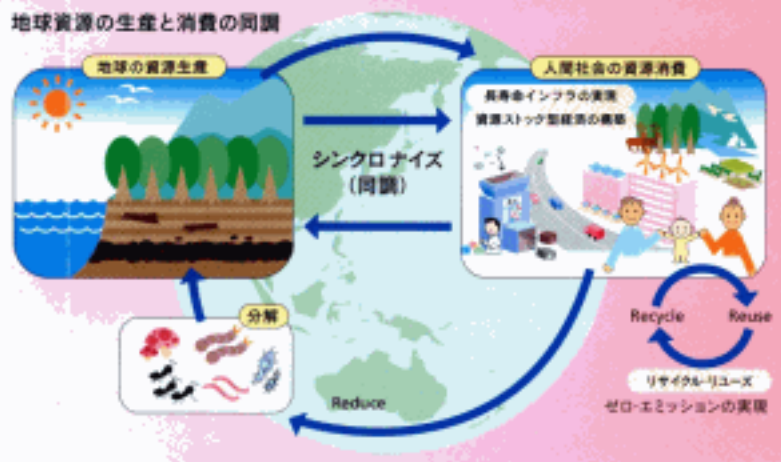 地球資源の生産と消費の同調
地球の資源生産
人間社会の資源消費
長寿命インフラの実現
資源ストック型経済の構築
シンクロナイズ
(同調)
分解
Recycle
Reuse
リサイクル・リユーズ
Reduce
ゼロ・エミッションの実現